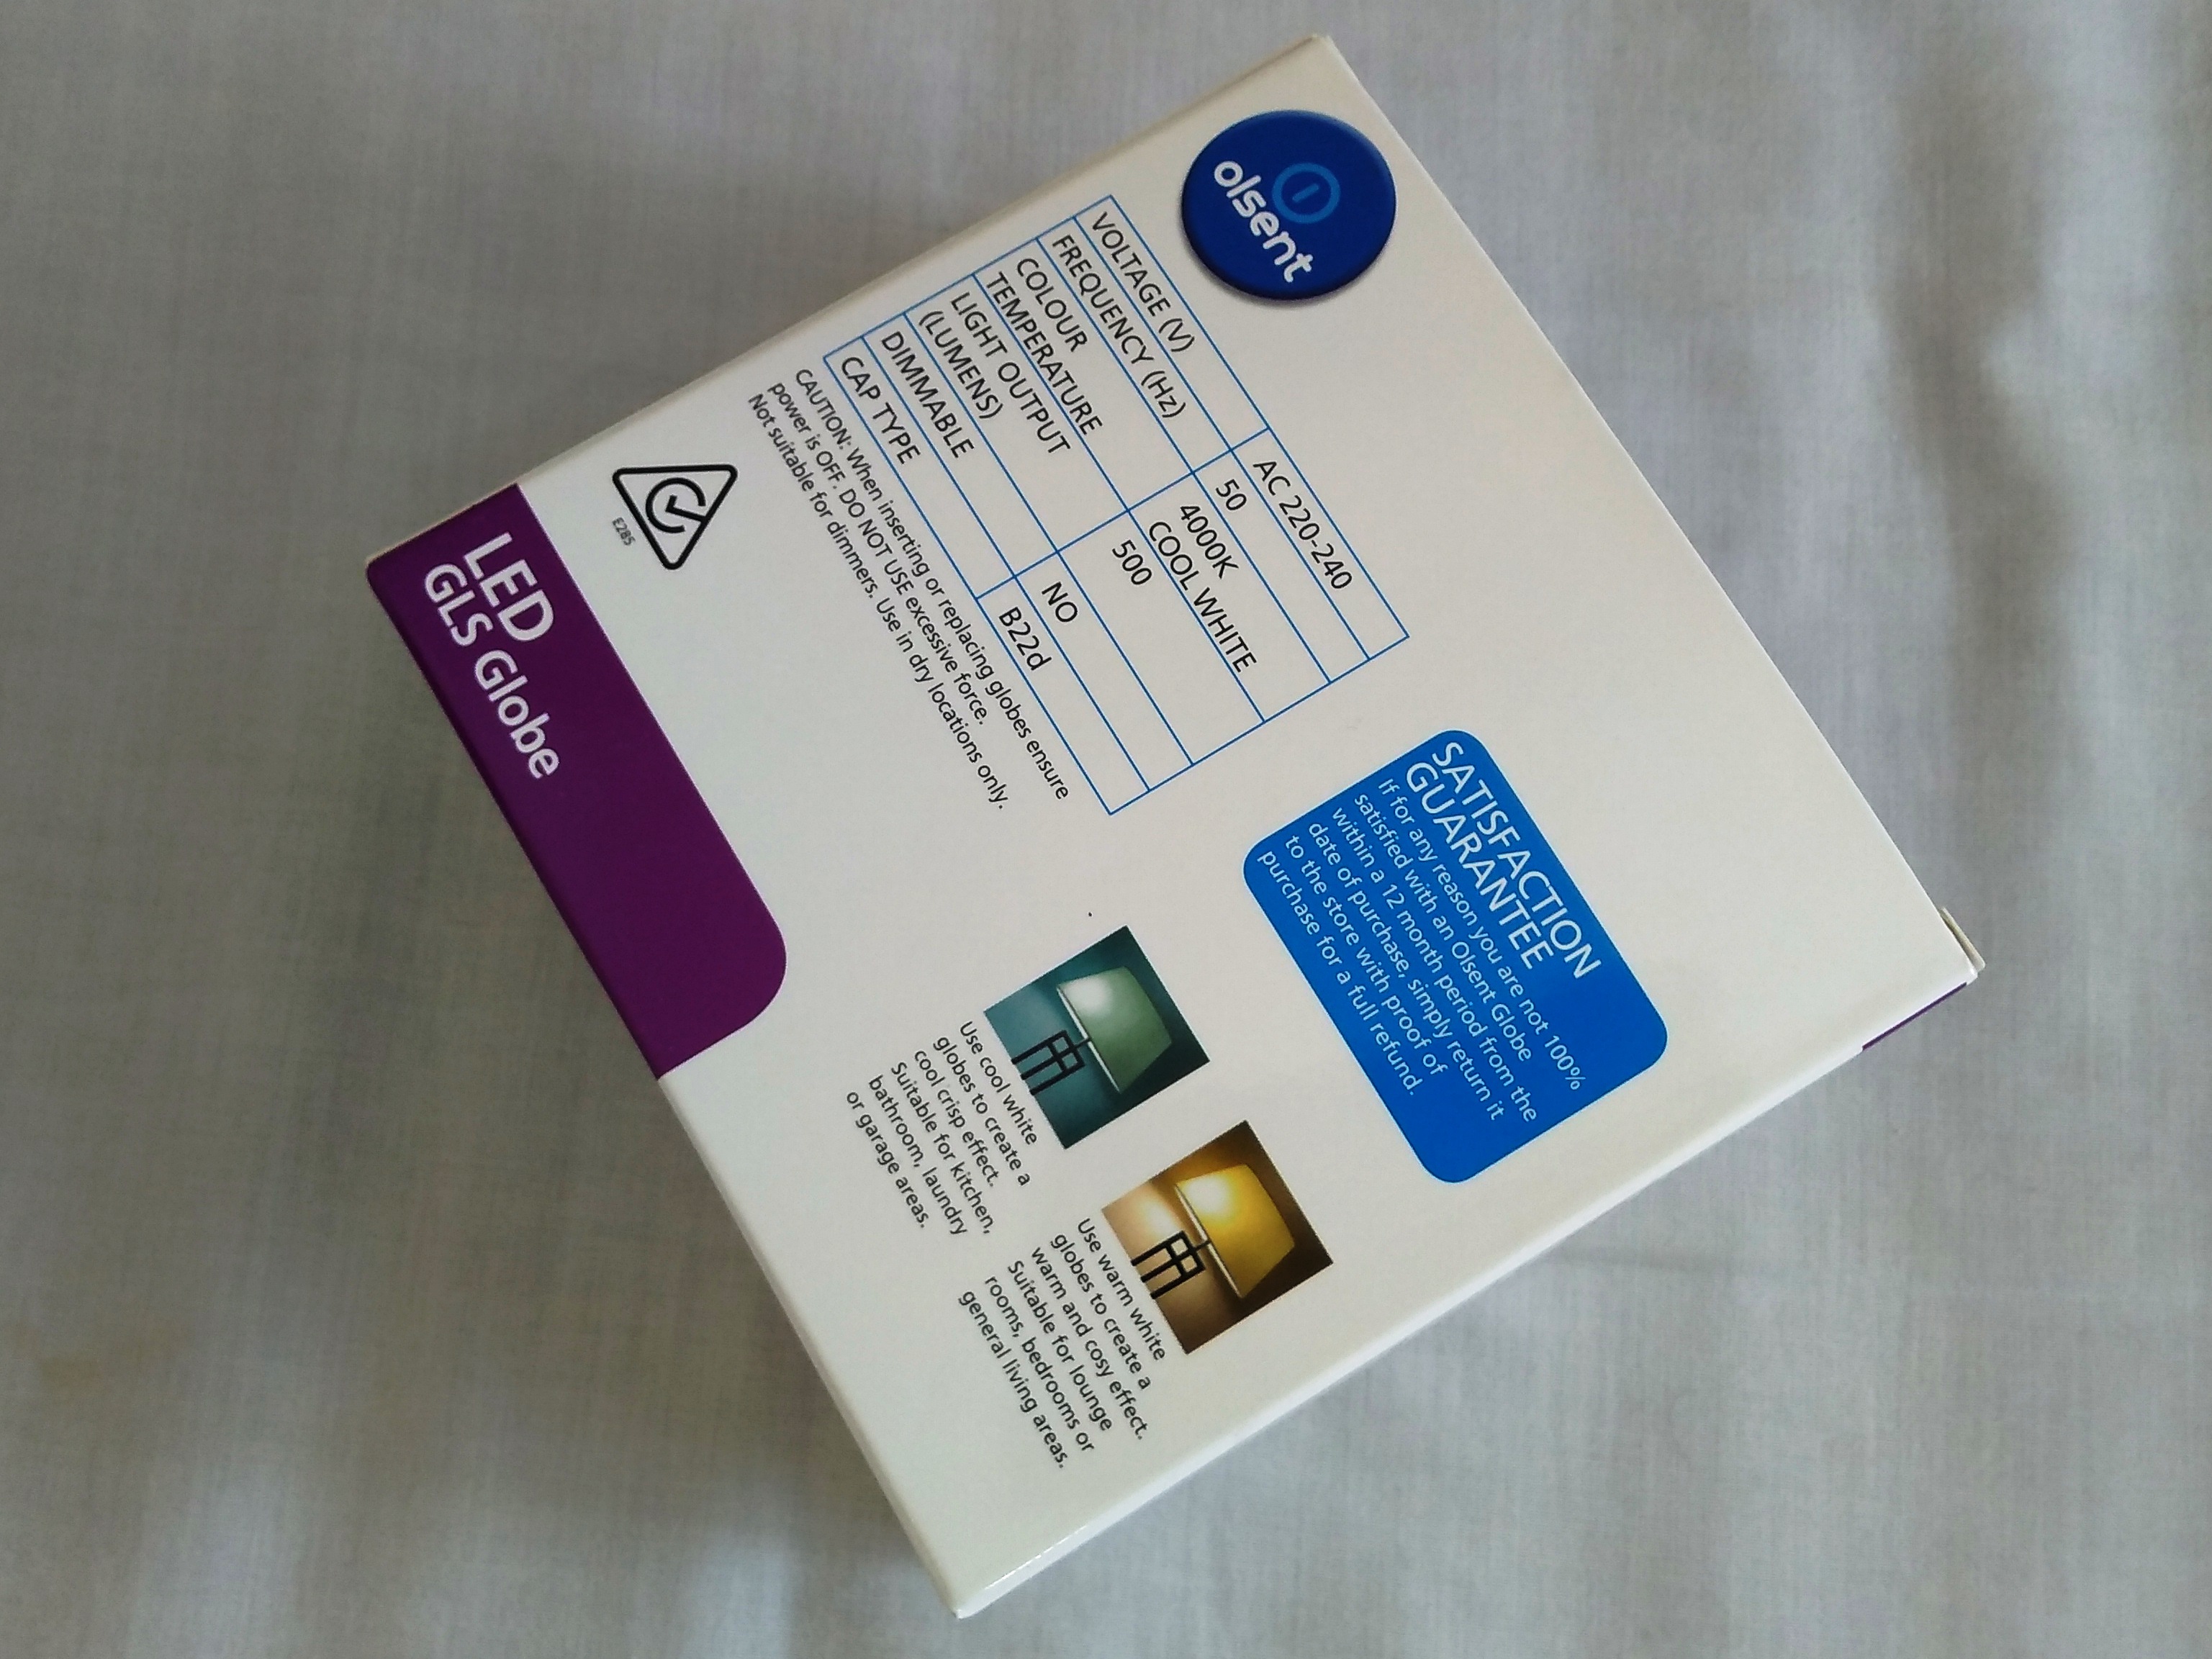 olsent
VOLTAGE (V) AC 220-240
FREQUENCY (Hz) 50
COLOUR
TEMPERATURE
4000K
COOL WHITE
LIGHT OUTPUT
(LUMENS)
500
DIMMABLE NO
CAP TYPE B22d
CAUTION: When inserting or replacing globes ensure
power is OFF. DO NOT USE excessive force.
Not suitable for dimmers. Use in dry locations only.
E285
LED
GLS Globe
SATISFACTION
GUARANTEE
If for any reason you are not 100%
satisfied with an Olsent Globe
within a 12 month period from the
date of purchase, simply return it
to the store with proof of
purchase for a full refund.
Use cool white
globes to create a
cool crisp effect.
Suitable for kitchen,
bathroom, laundry
or garage areas.
Use warm white
globes to create a
warm and cosy effect.
Suitable for lounge
rooms, bedrooms or
general living areas.